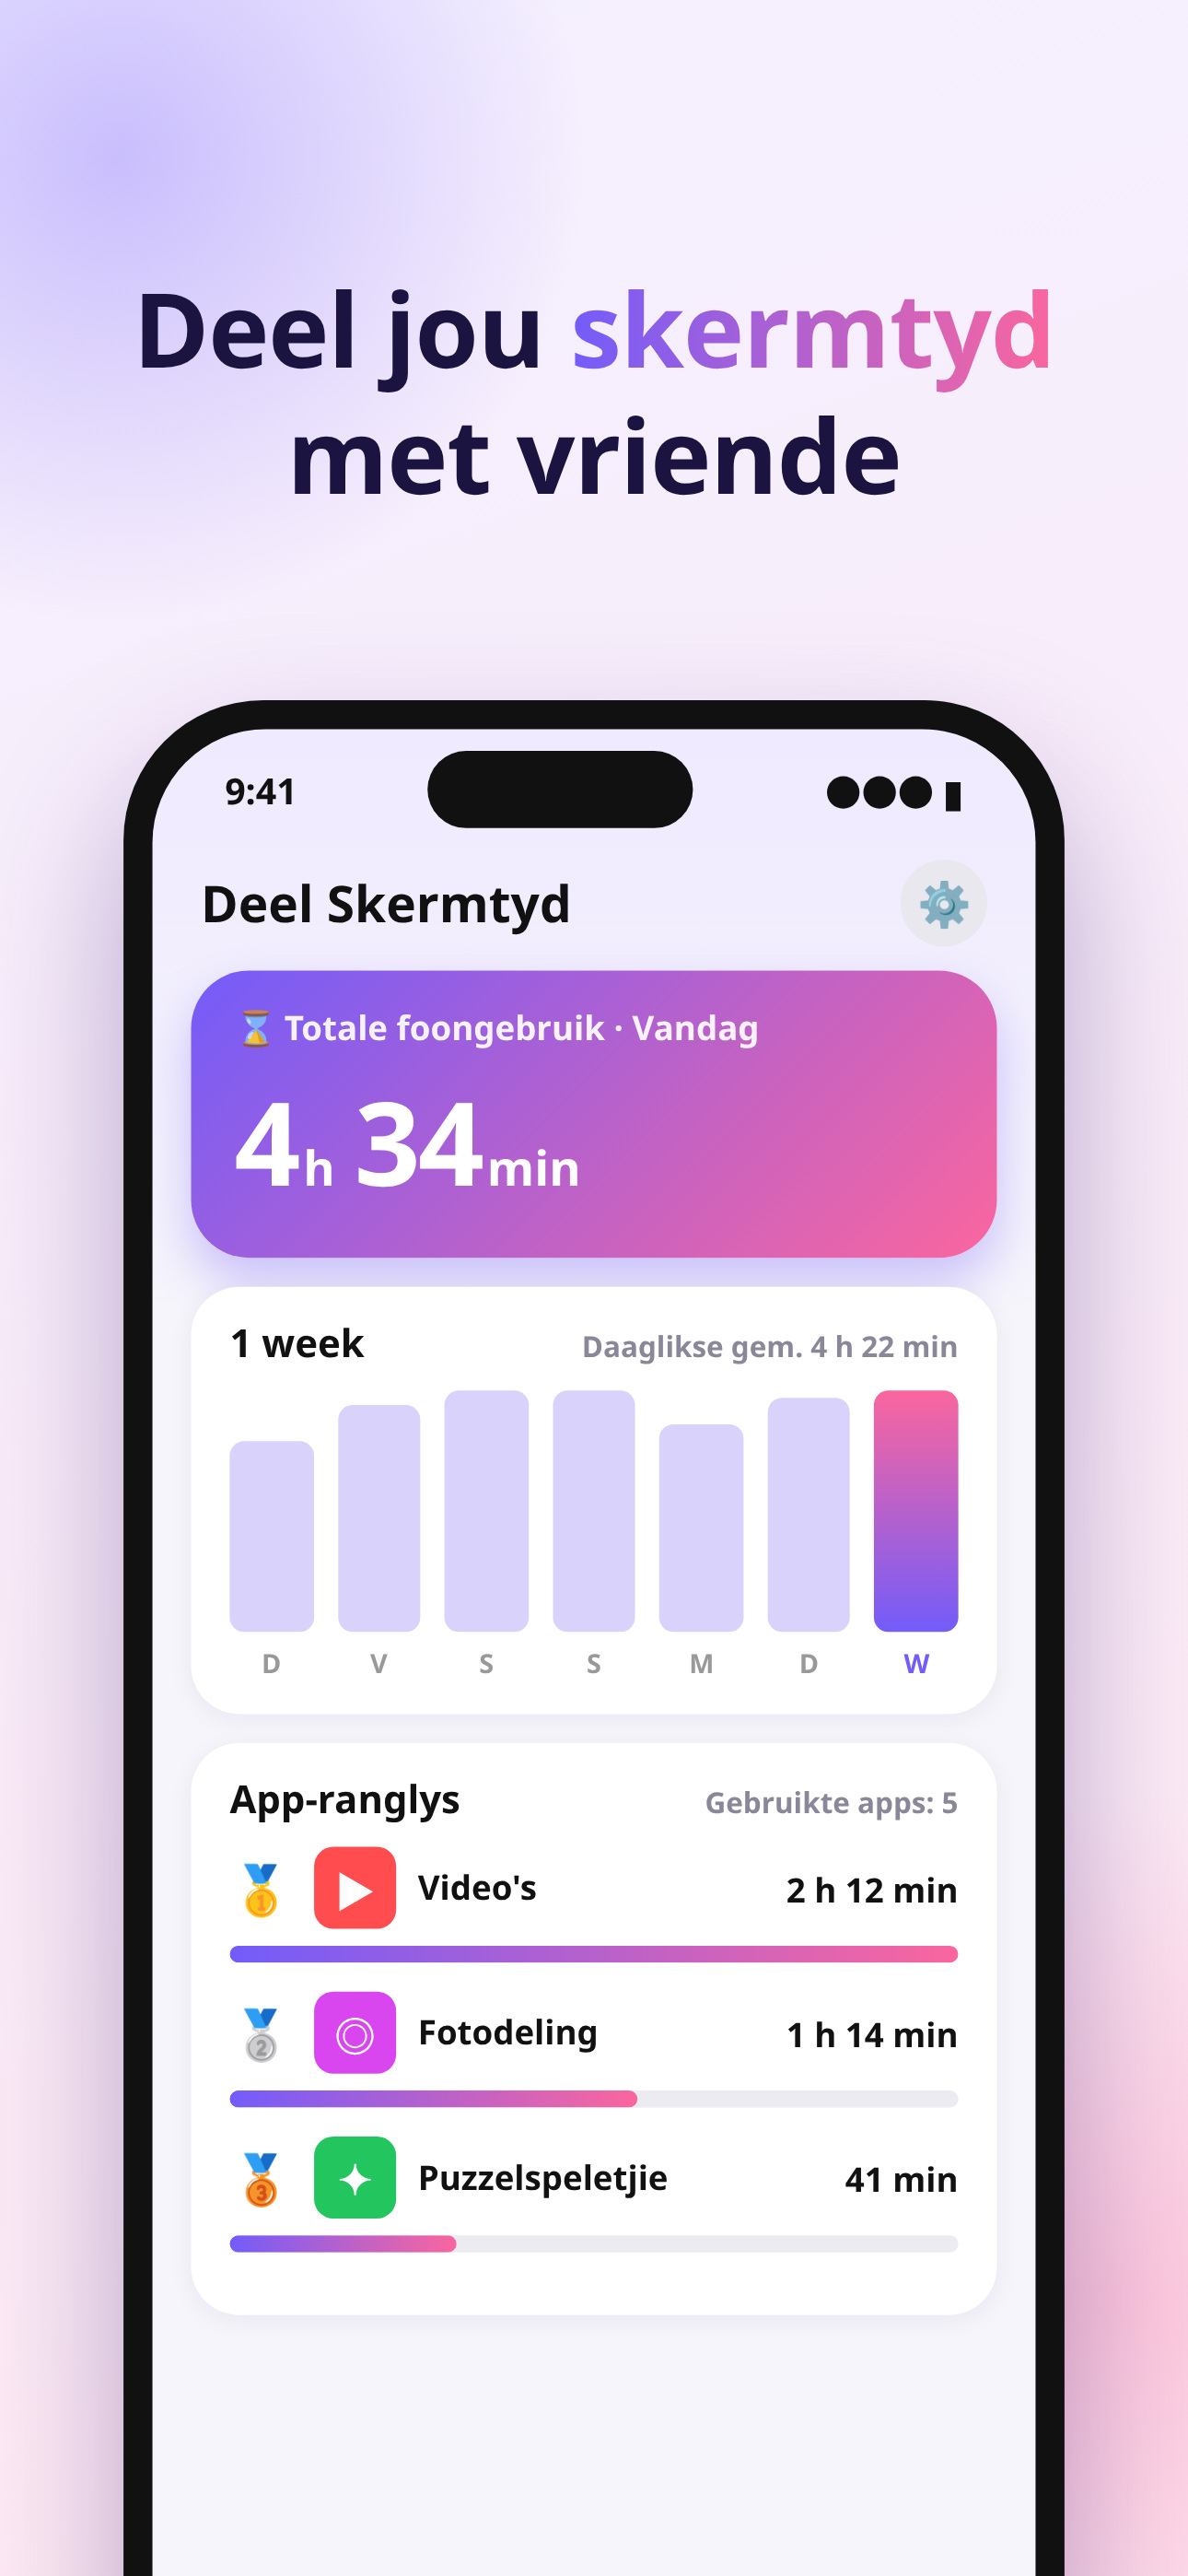 Deel jou skermtyd
met vriende
9:41
Deel Skermtyd
Totale foongebruik · Vandag
4h 34min
1 week
Daaglikse gem. 4 h 22 min
D V S S M D W
App-ranglys
Gebruikte apps: 5
Video's
2 h 12 min
Fotodeling
1 h 14 min
Puzzelspeletjie
41 min